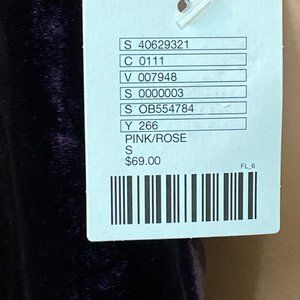 S 40629321
C 0111
V 007948
S 0000003
S OB554784
Y 266
PINK/ROSE
S
$69.00
FL_6